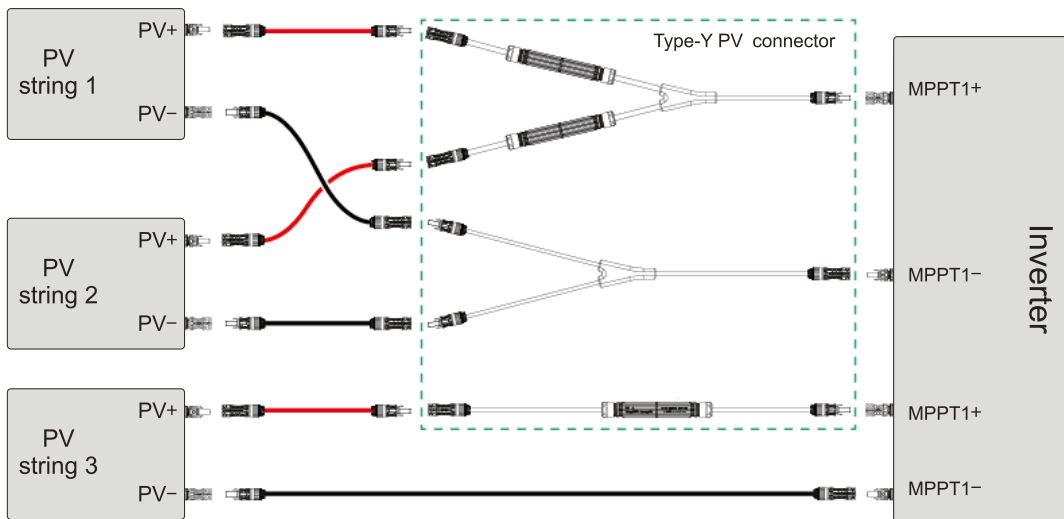 PV+
PV
string 1
PV−
Type-Y PV connector
MPPT1+
PV+
PV
string 2
PV−
MPPT1−
Inverter
PV+
PV
string 3
PV−
MPPT1+
MPPT1−